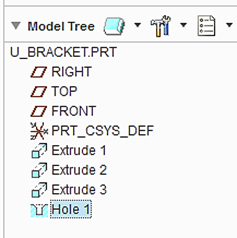 Model Tree
U_BRACKET.PRT
RIGHT
TOP
FRONT
PRT_CSYS_DEF
Extrude 1
Extrude 2
Extrude 3
Hole 1